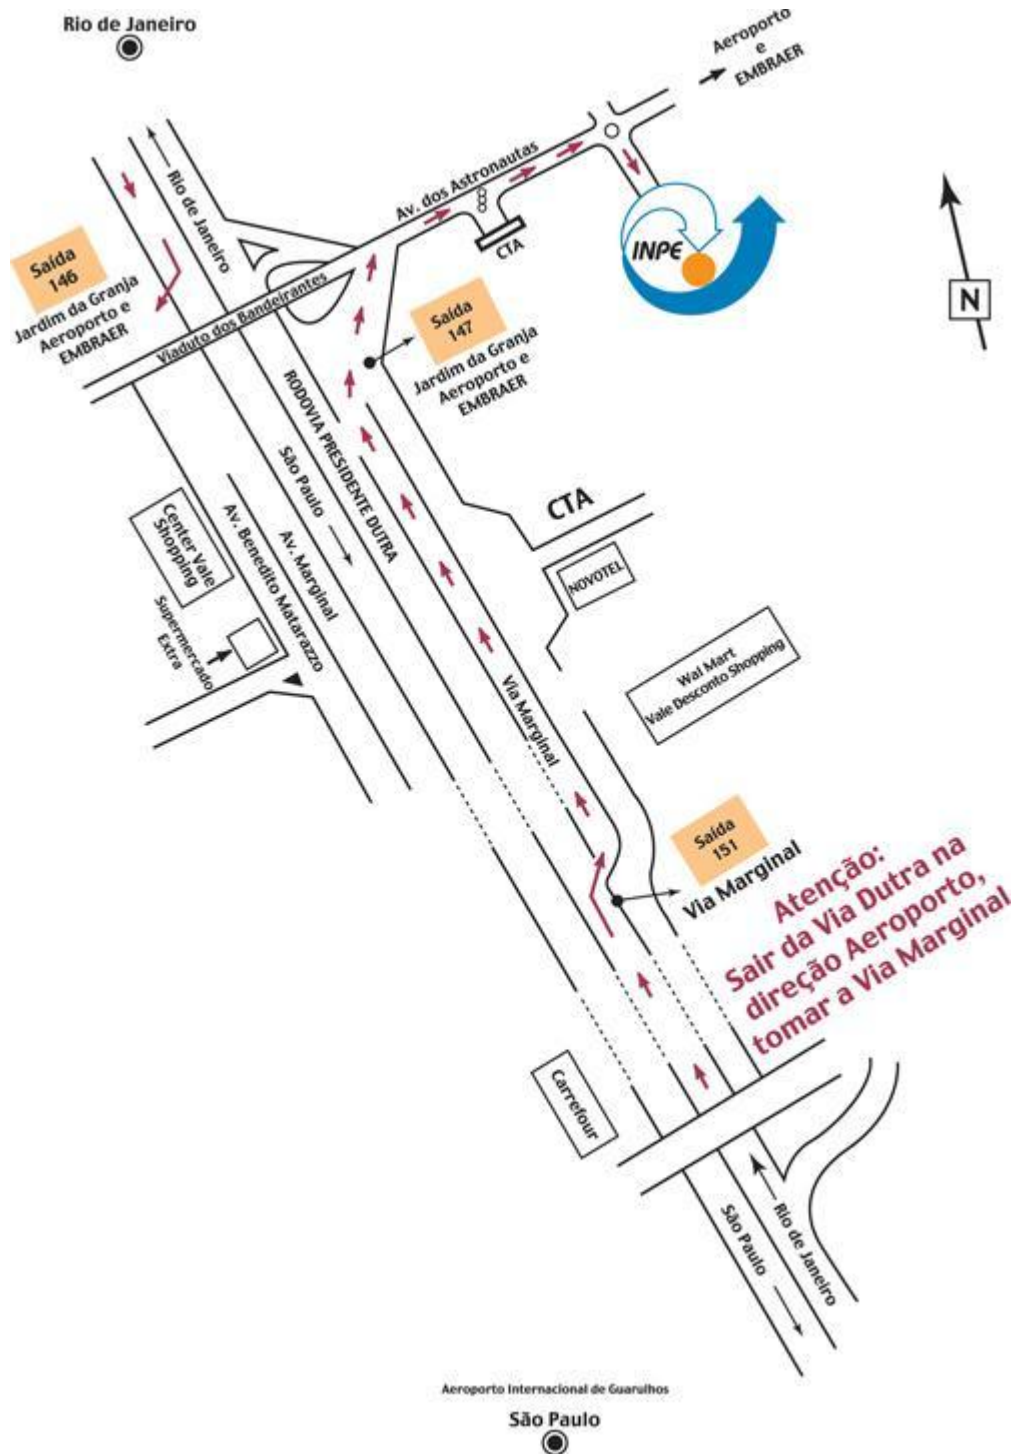 Rio de Janeiro
Aeroporto
e
EMBRAER
Rio de Janeiro
Av. dos Astronautas
CTA
INPE
N
Saída
146
Jardim da Granja
Aeroporto e
EMBRAER
Viaduto dos Bandeirantes
Saída
147
Jardim da Granja
Aeroporto e
EMBRAER
RODOVIA PRESIDENTE DUTRA
São Paulo
CTA
NOVOTEL
Center Vale
Shopping
Av. Benedito Matarazzo
Av. Marginal
Supermercado
Extra
Wal Mart
Vale Desconto Shopping
Via Marginal
Saída
151
Via Marginal
Atenção:
Sair da Via Dutra na
direção Aeroporto,
tomar a Via Marginal
Carrefour
São Paulo
Rio de Janeiro
Aeroporto Internacional de Guarulhos
São Paulo